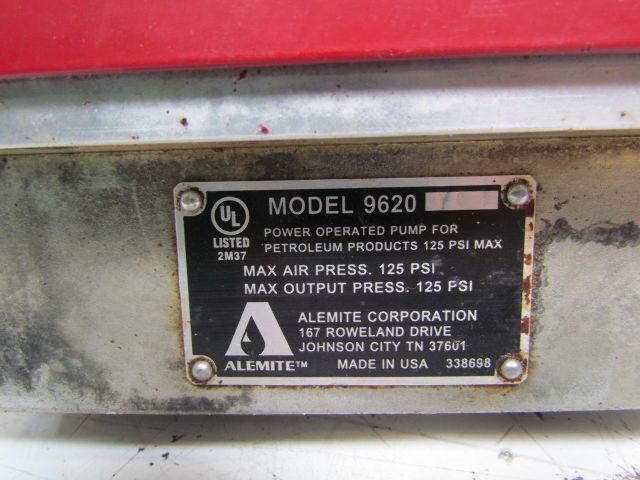 UL
LISTED
2M37
MODEL 9620
POWER OPERATED PUMP FOR
PETROLEUM PRODUCTS 125 PSI MAX
MAX AIR PRESS. 125 PSI
MAX OUTPUT PRESS. 125 PSI
ALEMITE™
ALEMITE CORPORATION
167 ROWELAND DRIVE
JOHNSON CITY TN 37601
MADE IN USA 338698